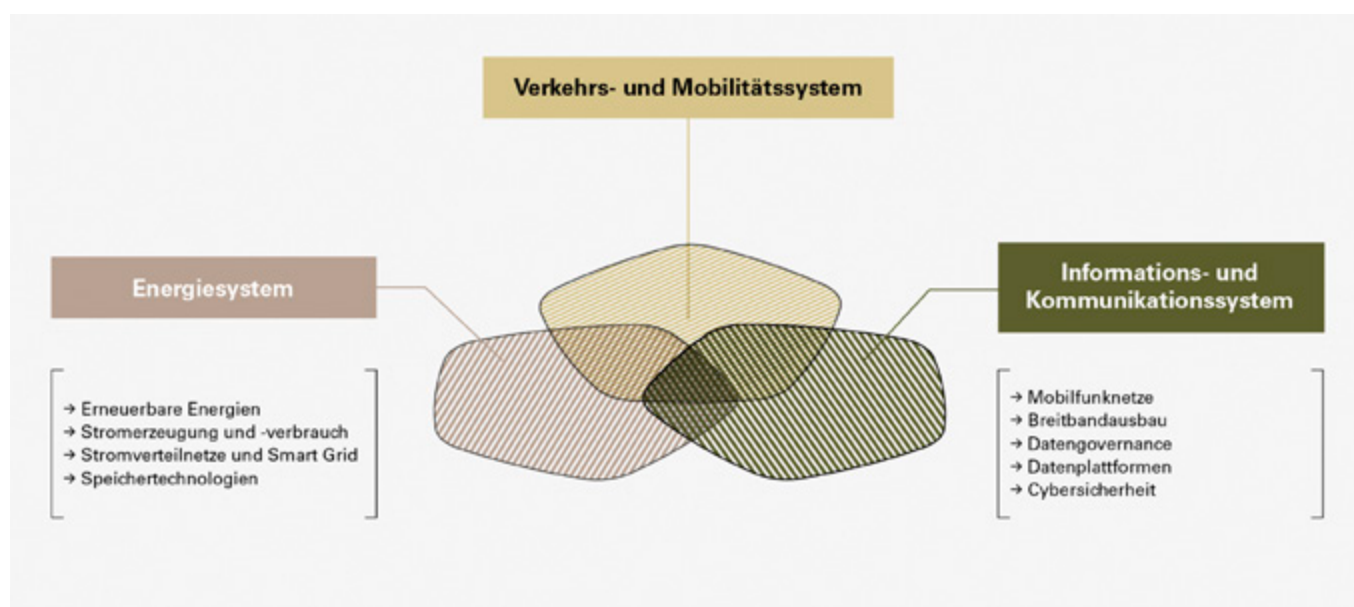 Verkehrs- und Mobilitätssystem
Energiesystem
→ Erneuerbare Energien
→ Stromerzeugung und -verbrauch
→ Stromverteilnetze und Smart Grid
→ Speichertechnologien
Informations- und
Kommunikationssystem
→ Mobilfunknetze
→ Breitbandausbau
→ Datengovernance
→ Datenplattformen
→ Cybersicherheit